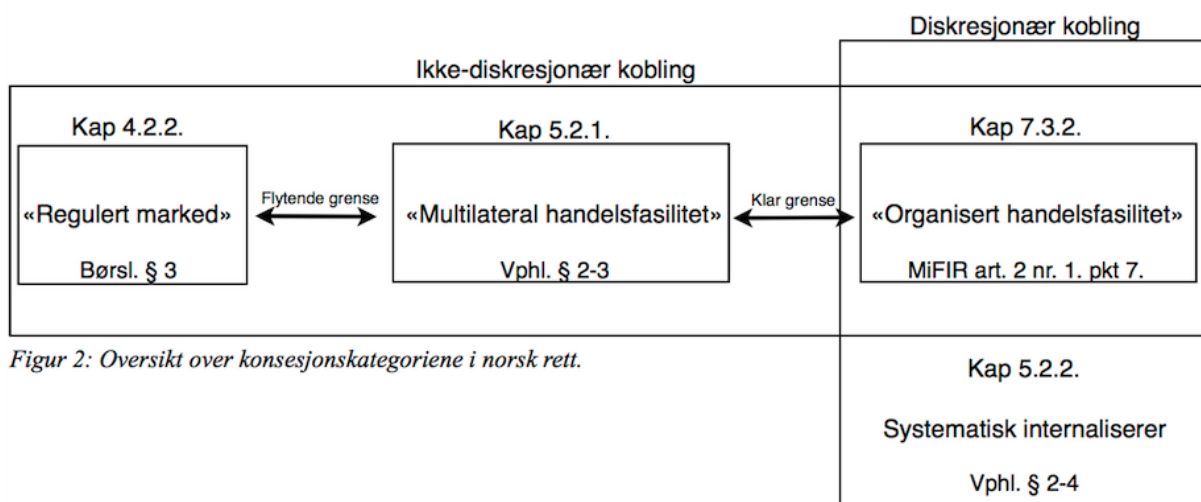 Diskresjonær kobling
Ikke-diskresjonær kobling
Kap 4.2.2.
«Regulert marked»
Børsl. § 3
Flytende grense
Kap 5.2.1.
«Multilateral handelsfasilitet»
Vphl. § 2-3
Klar grense
Kap 7.3.2.
«Organisert handelsfasilitet»
MiFIR art. 2 nr. 1. pkt 7.
Figur 2: Oversikt over konsesjonskategoriene i norsk rett.
Kap 5.2.2.
Systematisk internaliserer
Vphl. § 2-4